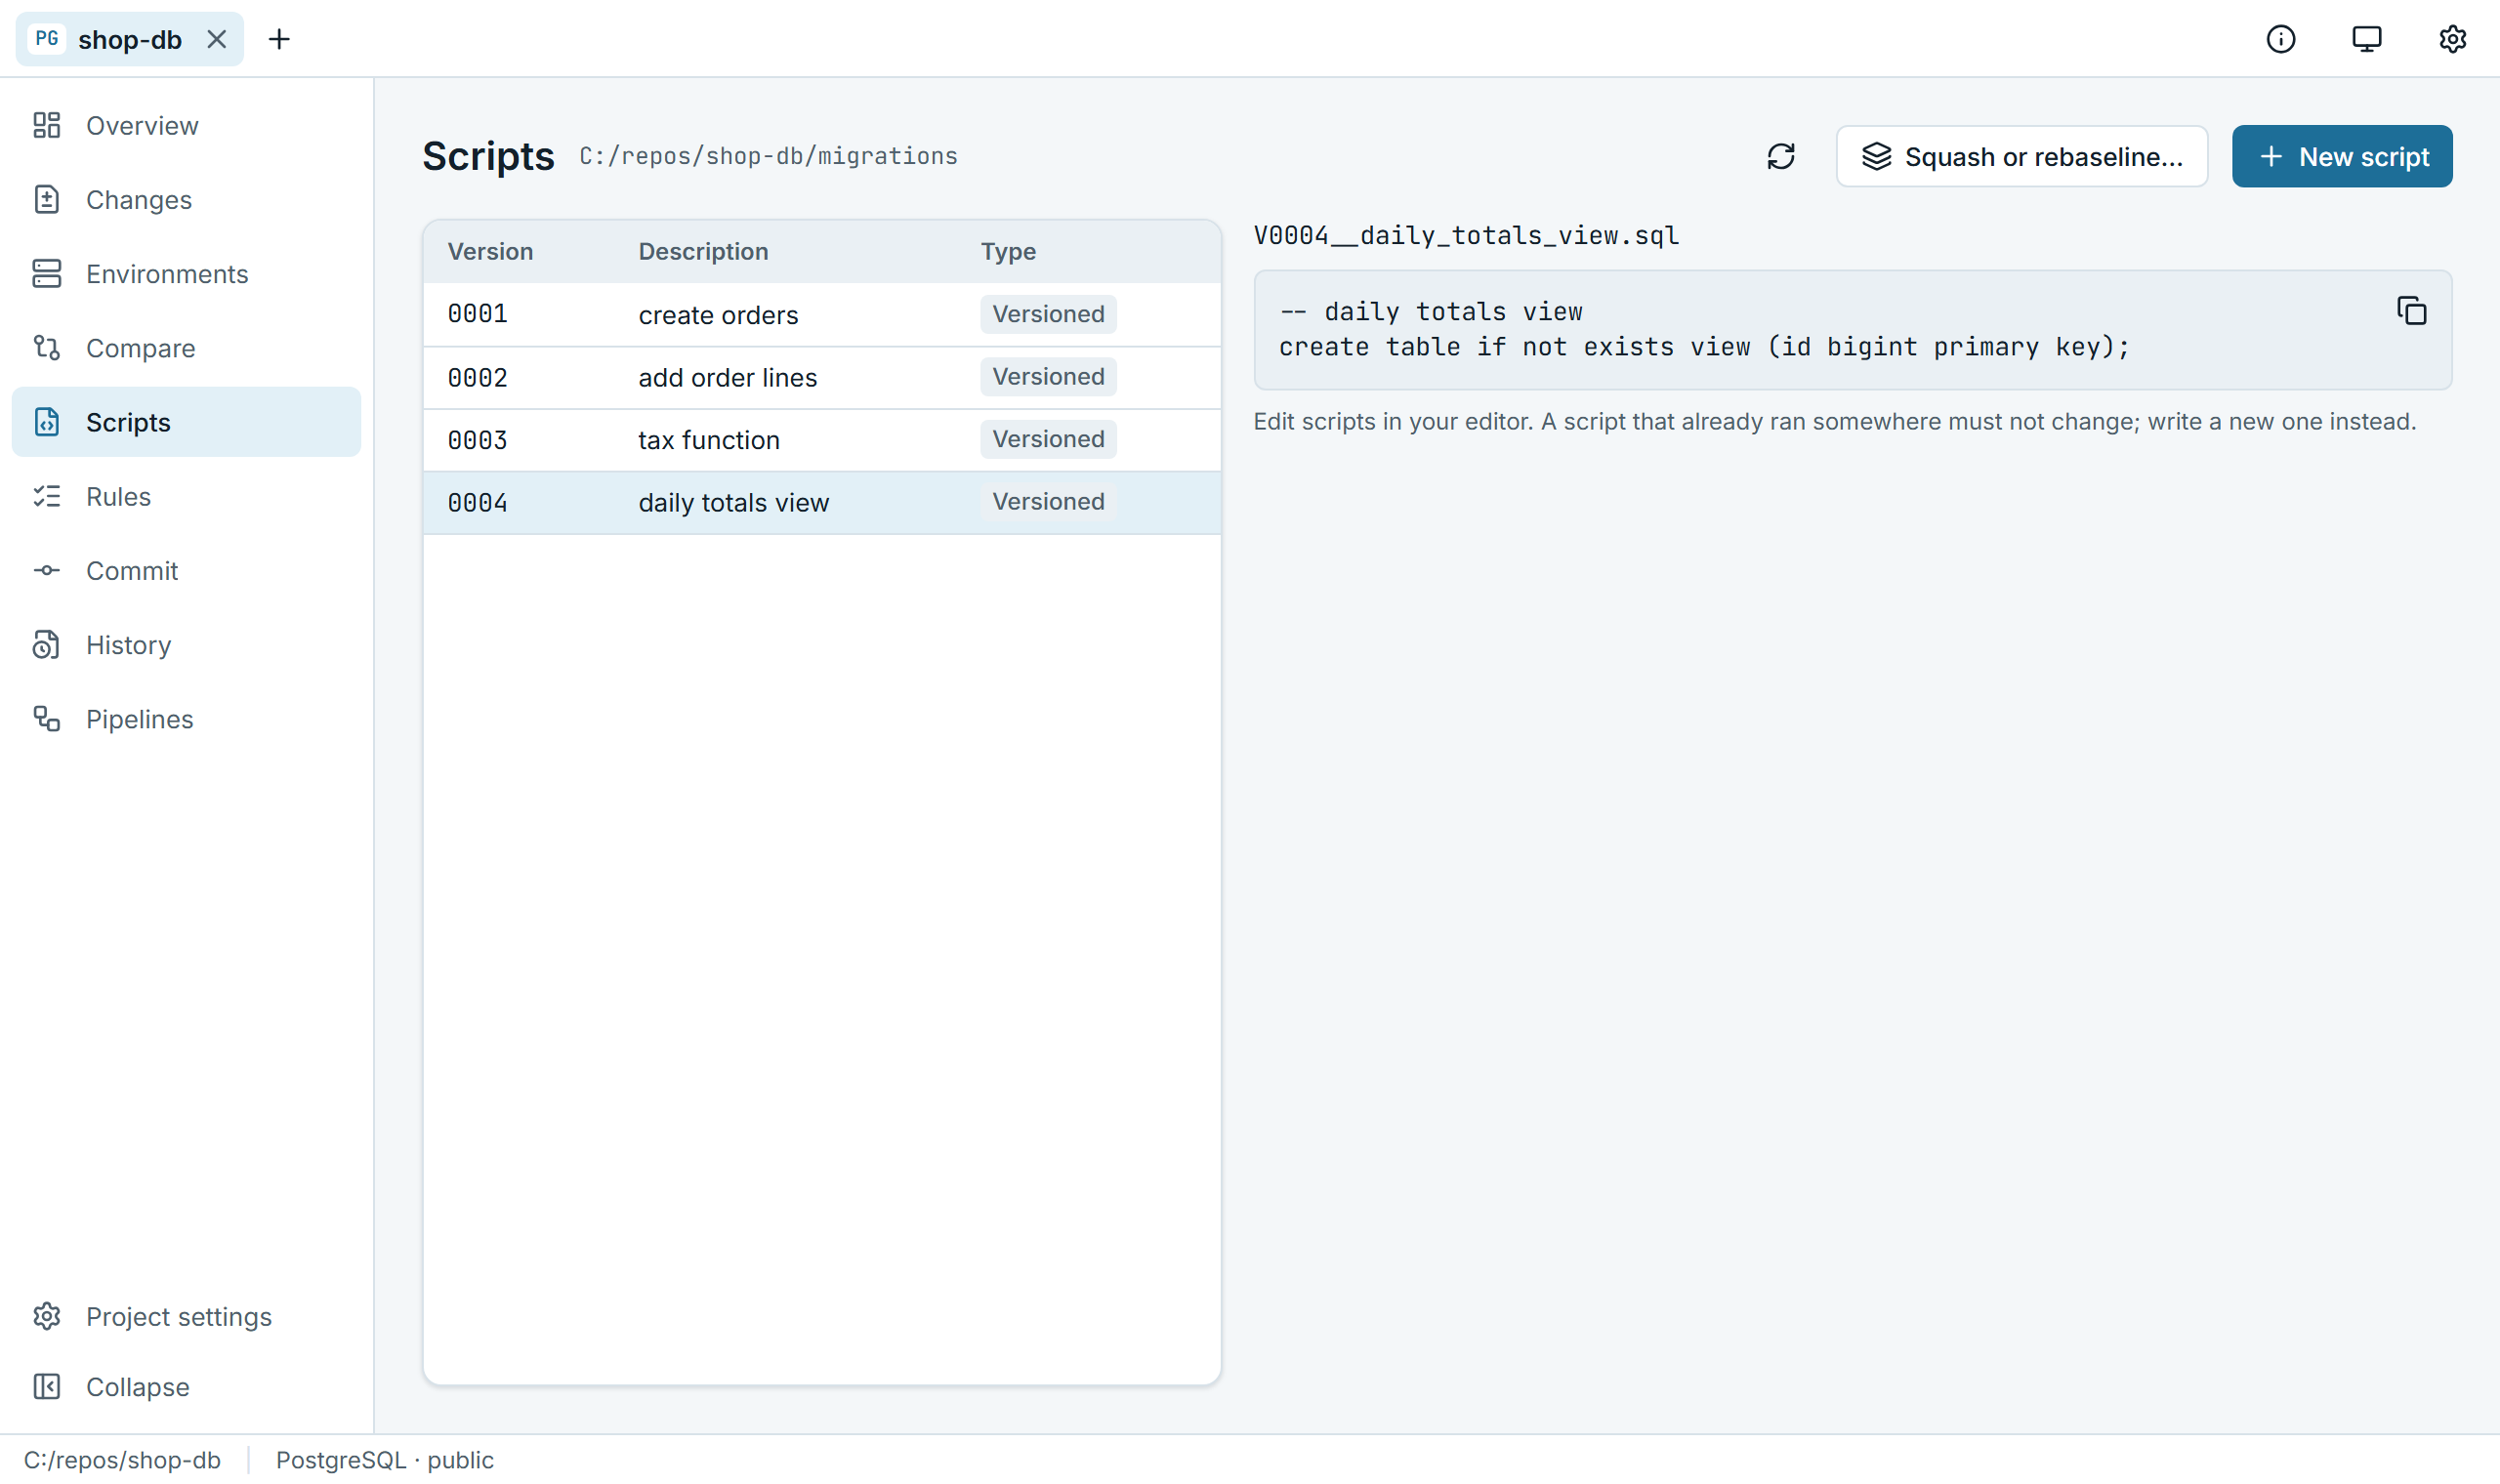 PG shop-db
Overview
Changes
Environments
Compare
Scripts
Rules
Commit
History
Pipelines
Project settings
Collapse
Scripts C:/repos/shop-db/migrations
Squash or rebaseline...
New script
Version Description Type
0001 create orders Versioned
0002 add order lines Versioned
0003 tax function Versioned
0004 daily totals view Versioned
V0004__daily_totals_view.sql
-- daily totals view
create table if not exists view (id bigint primary key);
Edit scripts in your editor. A script that already ran somewhere must not change; write a new one instead.
C:/repos/shop-db PostgreSQL · public